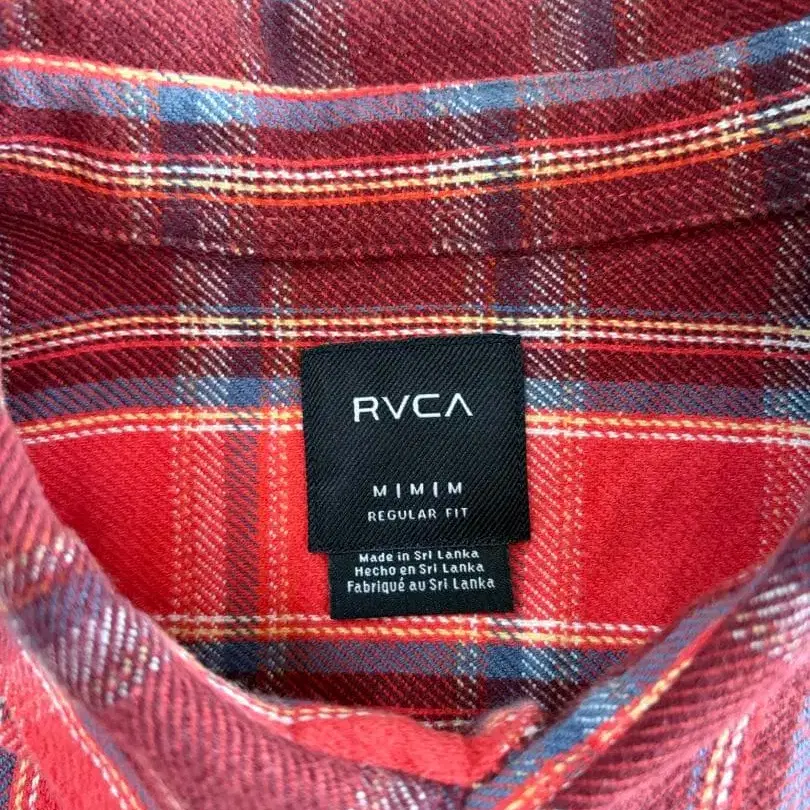 RVCA
M | M | M
REGULAR FIT
Made in Sri Lanka
Hecho en Sri Lanka
Fabriqué au Sri Lanka